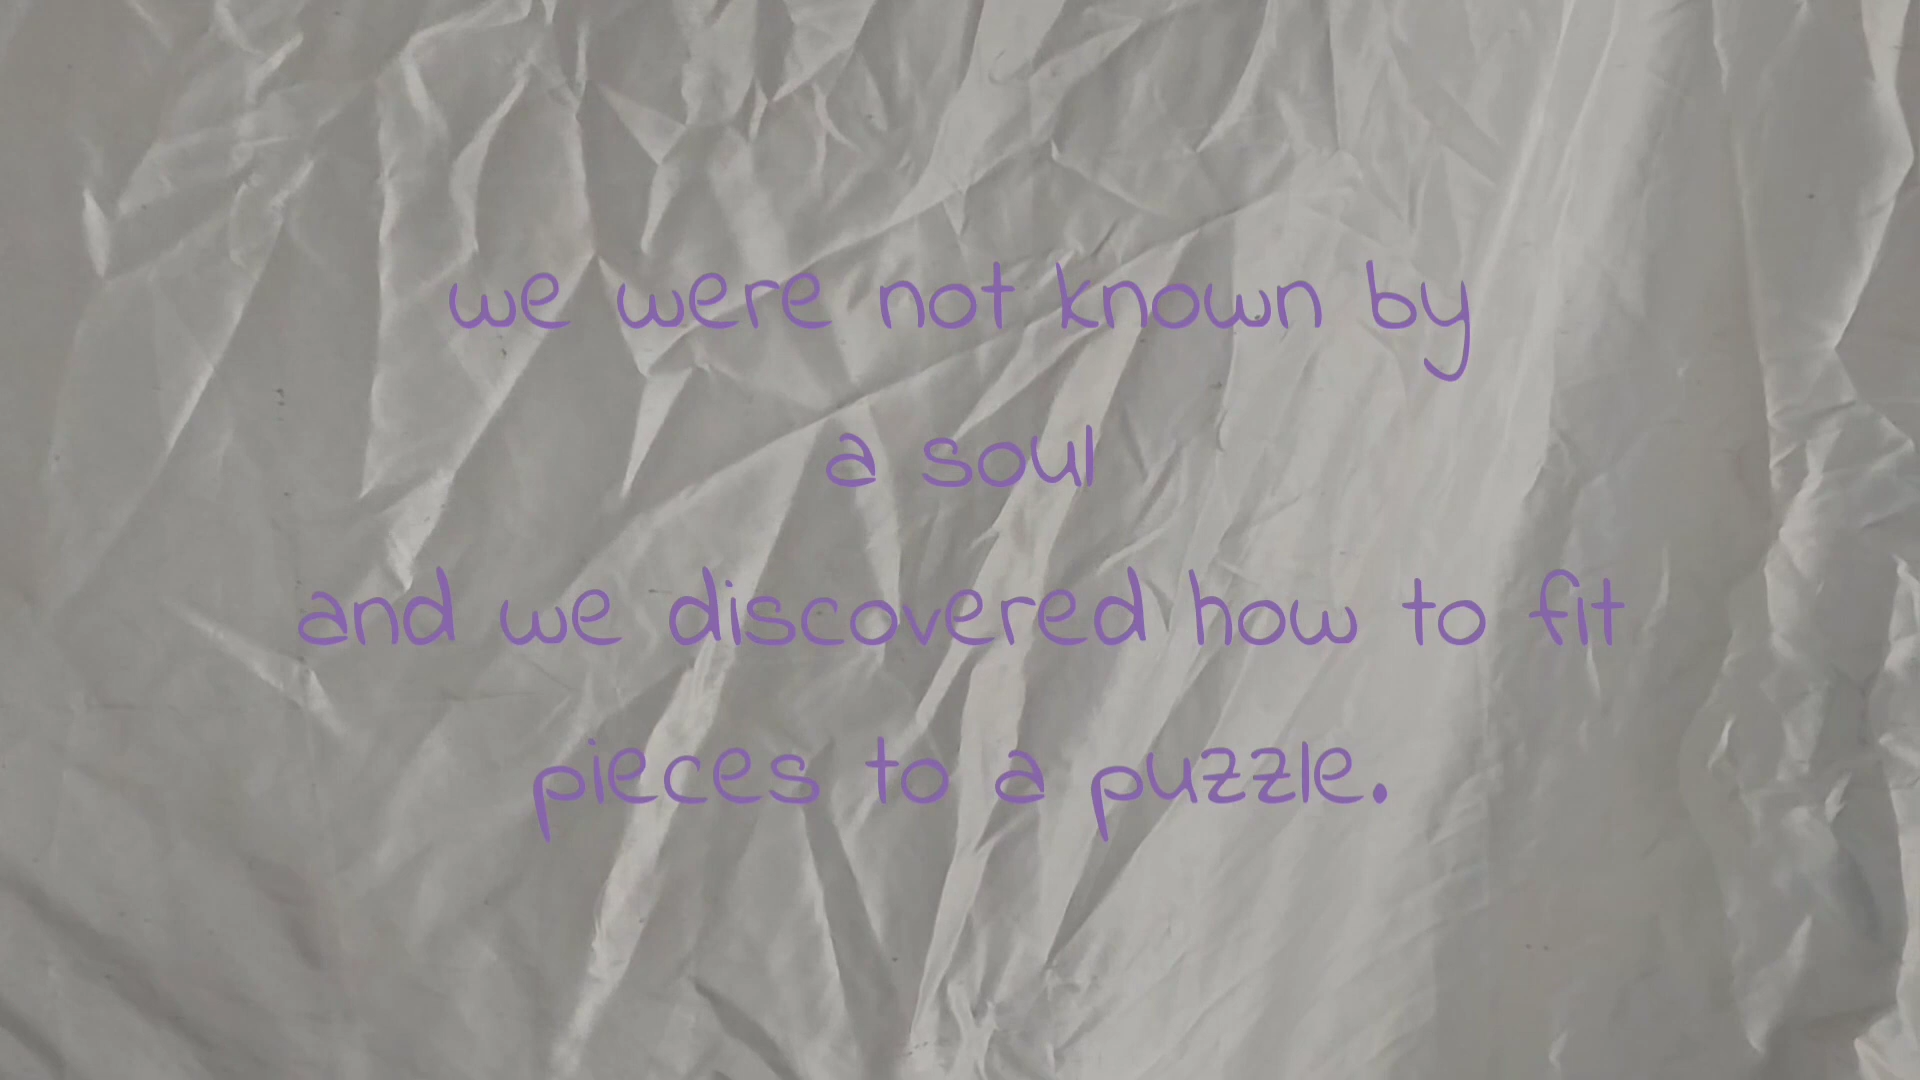 we were not known by
a soul
and we discovered how to fit
pieces to a puzzle.